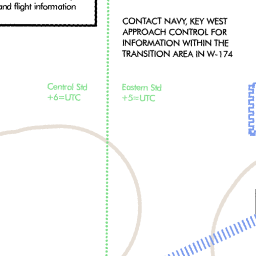 and flight information
CONTACT NAVY, KEY WEST
APPROACH CONTROL FOR
INFORMATION WITHIN THE
TRANSITION AREA IN W-174
Central Std
+6=UTC
Eastern Std
+5=UTC